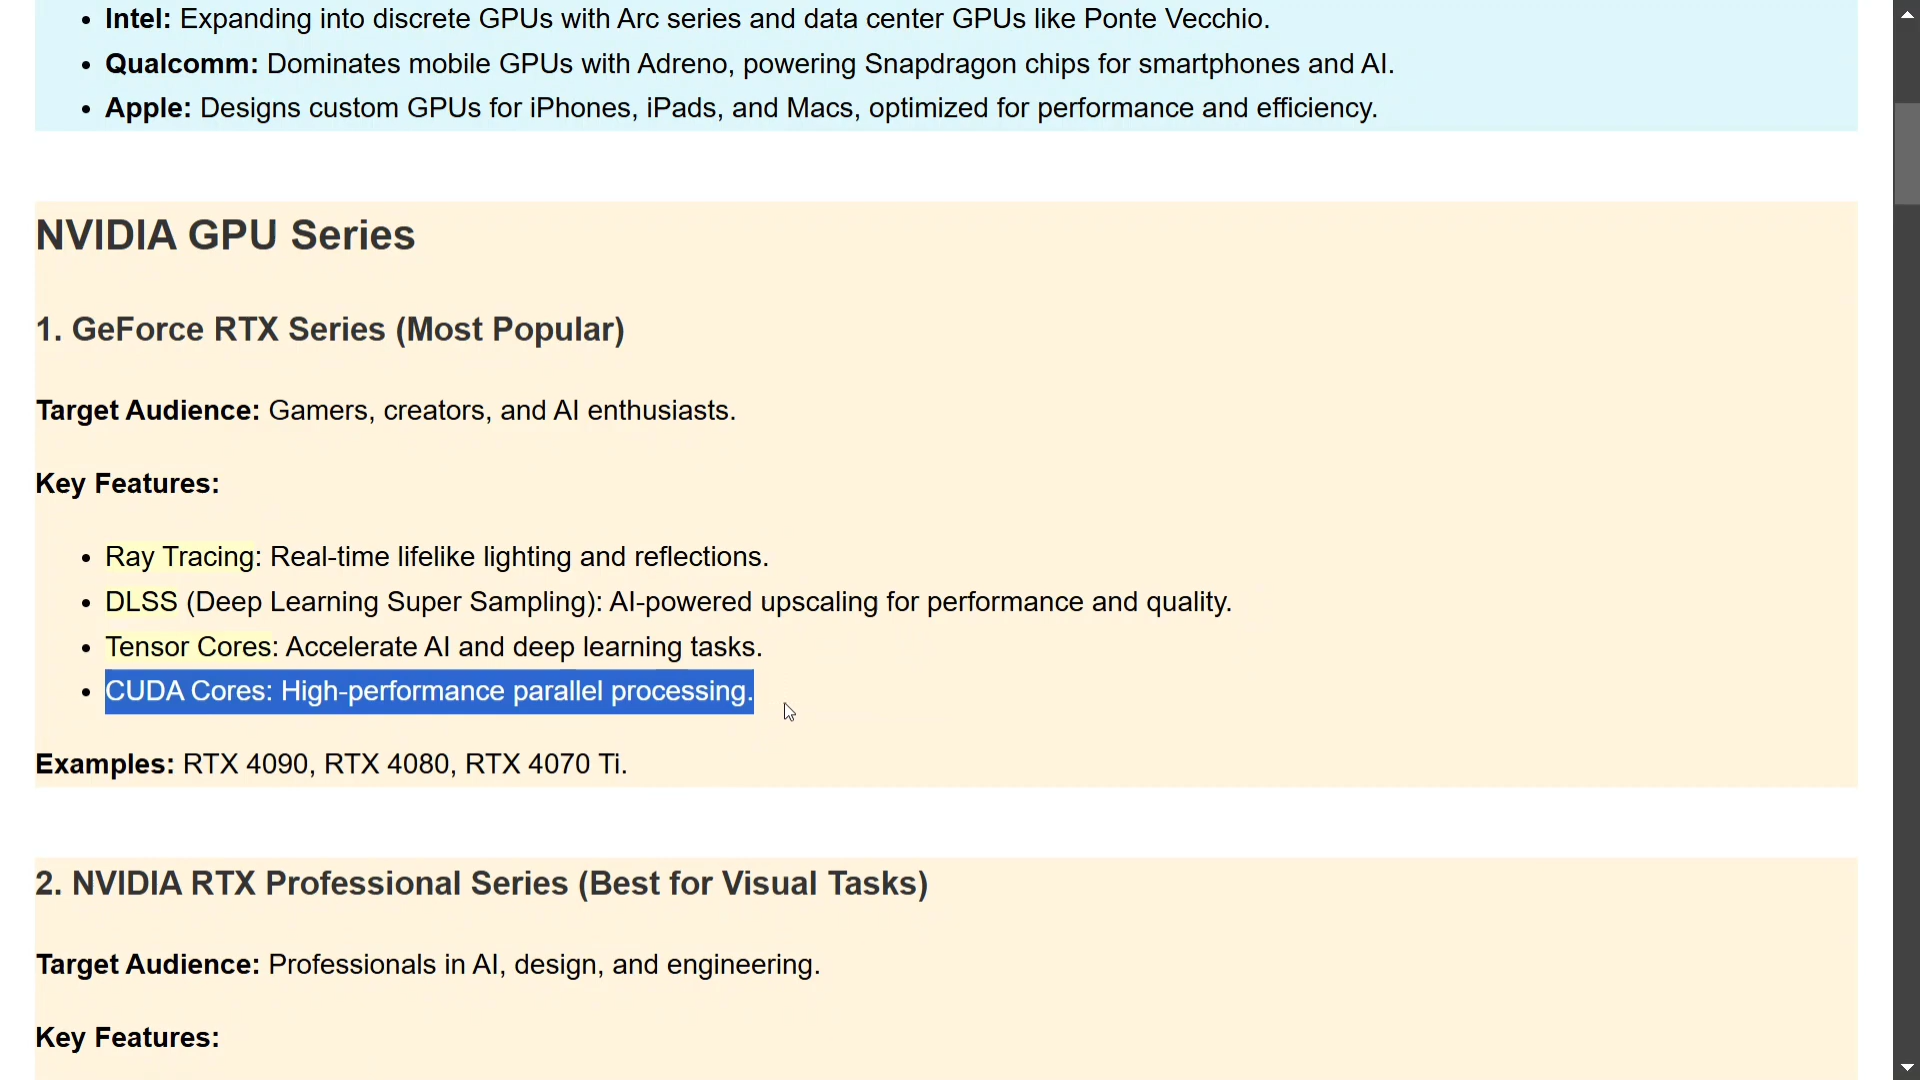 • Intel: Expanding into discrete GPUs with Arc series and data center GPUs like Ponte Vecchio.
• Qualcomm: Dominates mobile GPUs with Adreno, powering Snapdragon chips for smartphones and AI.
• Apple: Designs custom GPUs for iPhones, iPads, and Macs, optimized for performance and efficiency.
NVIDIA GPU Series
1. GeForce RTX Series (Most Popular)
Target Audience: Gamers, creators, and AI enthusiasts.
Key Features:
• Ray Tracing: Real-time lifelike lighting and reflections.
• DLSS (Deep Learning Super Sampling): AI-powered upscaling for performance and quality.
• Tensor Cores: Accelerate AI and deep learning tasks.
• CUDA Cores: High-performance parallel processing.
Examples: RTX 4090, RTX 4080, RTX 4070 Ti.
2. NVIDIA RTX Professional Series (Best for Visual Tasks)
Target Audience: Professionals in AI, design, and engineering.
Key Features: